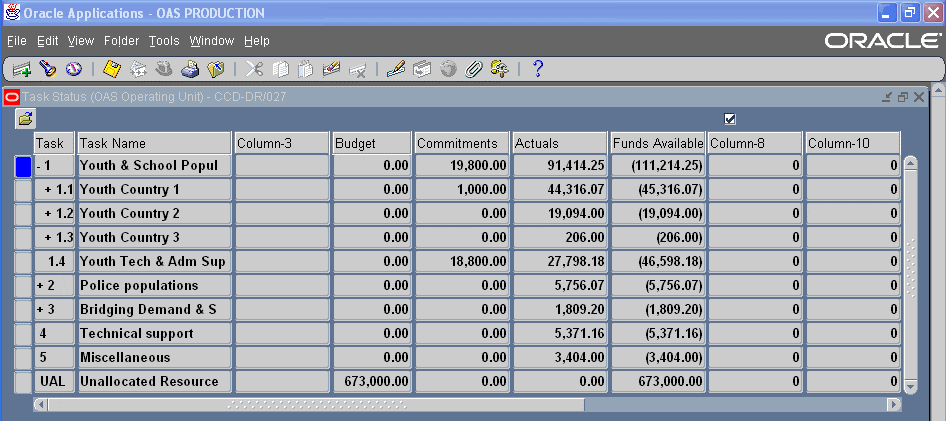 Oracle Applications - OAS PRODUCTION
File Edit View Folder Tools Window Help
ORACLE
?
Task Status (OAS Operating Unit) - CCD-DR/027
Task Task Name Column-3 Budget Commitments Actuals Funds Available Column-8 Column-10
- 1 Youth & School Popul 0.00 19,800.00 91,414.25 (111,214.25) 0 0
+ 1.1 Youth Country 1 0.00 1,000.00 44,316.07 (45,316.07) 0 0
+ 1.2 Youth Country 2 0.00 0.00 19,094.00 (19,094.00) 0 0
+ 1.3 Youth Country 3 0.00 0.00 206.00 (206.00) 0 0
1.4 Youth Tech & Adm Sup 0.00 18,800.00 27,798.18 (46,598.18) 0 0
+ 2 Police populations 0.00 0.00 5,756.07 (5,756.07) 0 0
+ 3 Bridging Demand & S 0.00 0.00 1,809.20 (1,809.20) 0 0
4 Technical support 0.00 0.00 5,371.16 (5,371.16) 0 0
5 Miscellaneous 0.00 0.00 3,404.00 (3,404.00) 0 0
UAL Unallocated Resource 673,000.00 0.00 0.00 673,000.00 0 0